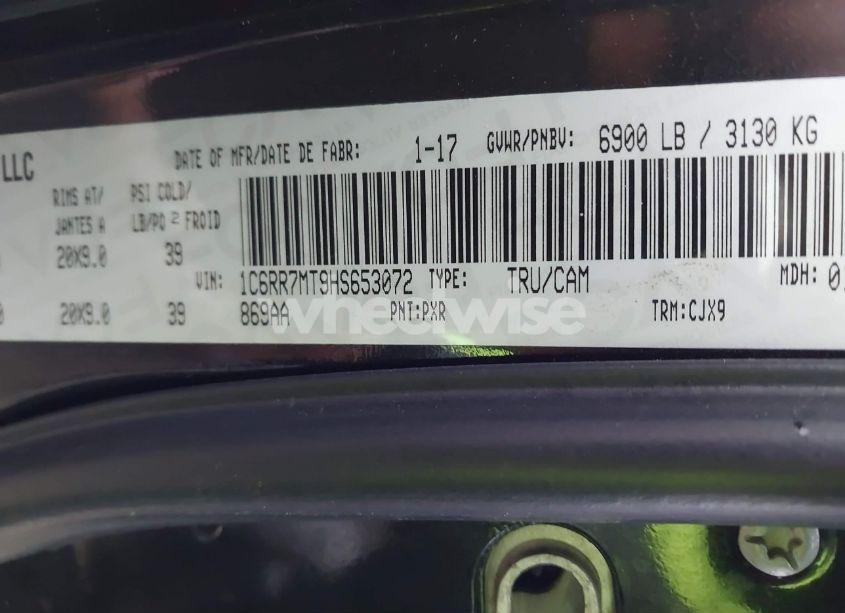 LLC
DATE OF MFR/DATE DE FABR: 1-17 GVWR/PNBV: 6900 LB / 3130 KG
RIMS AT/ PSI COLD/
JANTES A LB/PO 2 FROID
20X9.0 39
VIN: 1C6RR7MT9HS653072 TYPE: TRU/CAM MDH:
20X9.0 39 869AA PNT:PXR TRM:CJX9
wheelwise